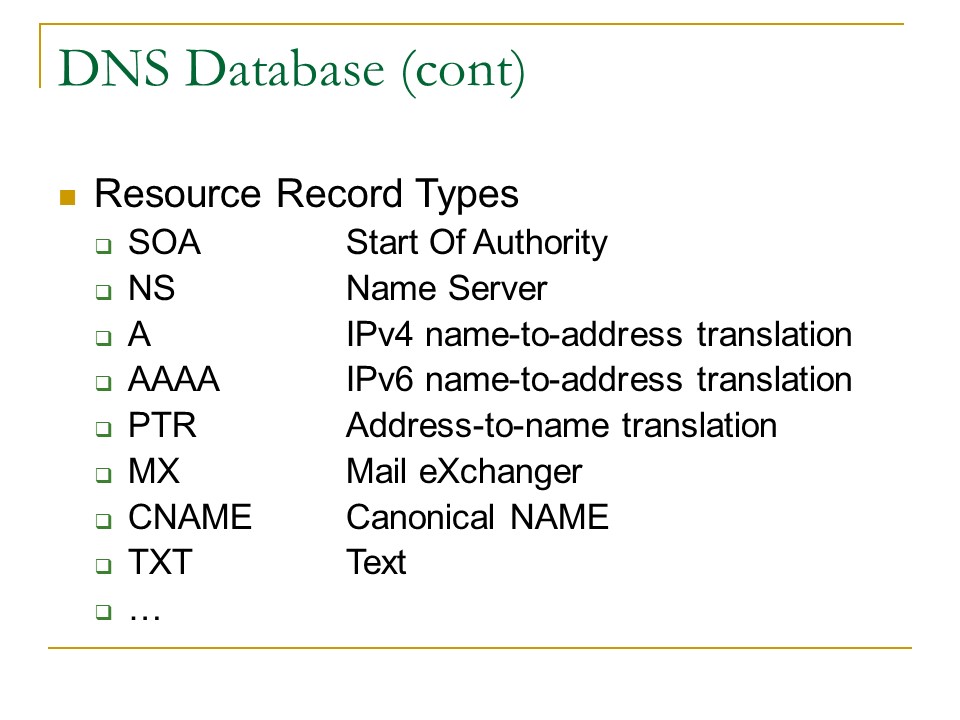 DNS Database (cont)
Resource Record Types
SOA Start Of Authority
NS Name Server
A IPv4 name-to-address translation
AAAA IPv6 name-to-address translation
PTR Address-to-name translation
MX Mail eXchanger
CNAME Canonical NAME
TXT Text
…